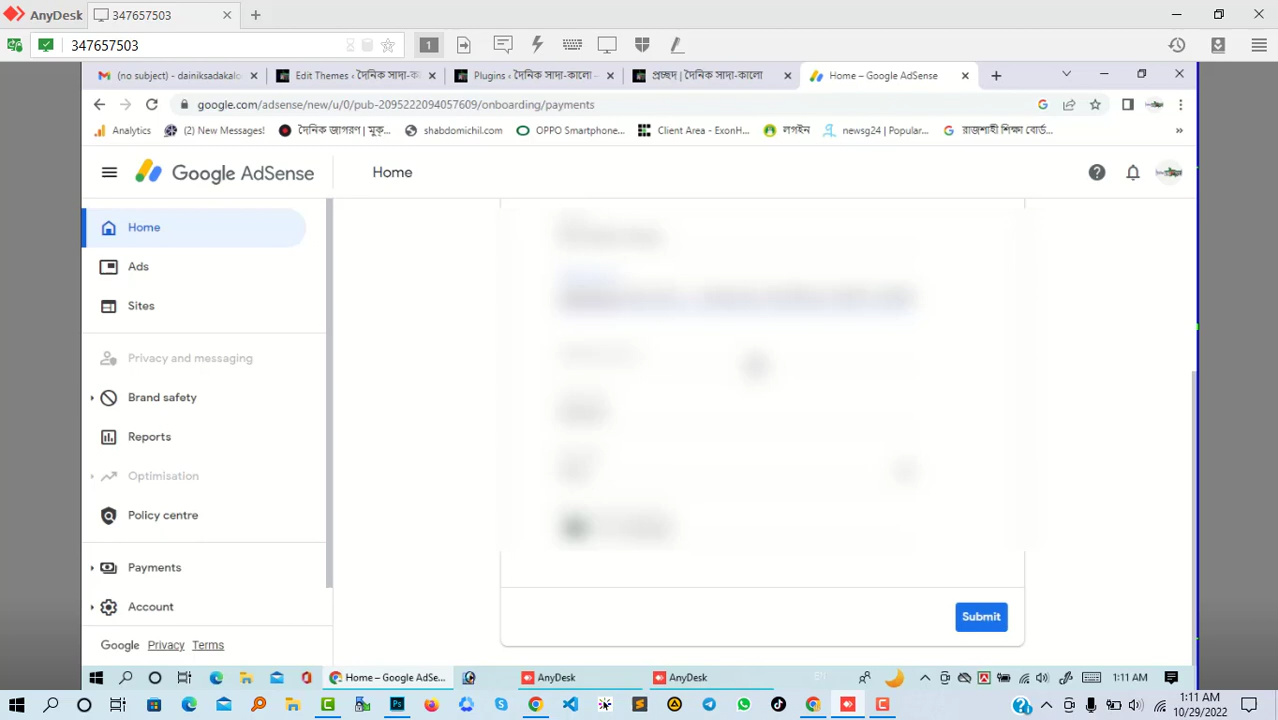 AnyDesk
347657503
347657503
1
(no subject) - dainiksadakalo
Edit Themes ‹ দৈনিক সাদা-কা
Plugins ‹ দৈনিক সাদা-কালো —
প্রচ্ছদ | দৈনিক সাদা-কালো
Home – Google AdSense
google.com/adsense/new/u/0/pub-2095222094057609/onboarding/payments
Analytics
(2) New Messages!
দৈনিক জাগরণ | মুক্...
shabdomichil.com
OPPO Smartphone...
Client Area - ExonH...
লগইন
newsg24 | Popular...
রাজশাহী শিক্ষা বোর্ড...
Google AdSense
Home
Home
Ads
Sites
Privacy and messaging
Brand safety
Reports
Optimisation
Policy centre
Payments
Account
Submit
Google Privacy Terms
Home – Google AdSe...
AnyDesk
AnyDesk
EN
1:11 AM
1:11 AM
10/29/2022